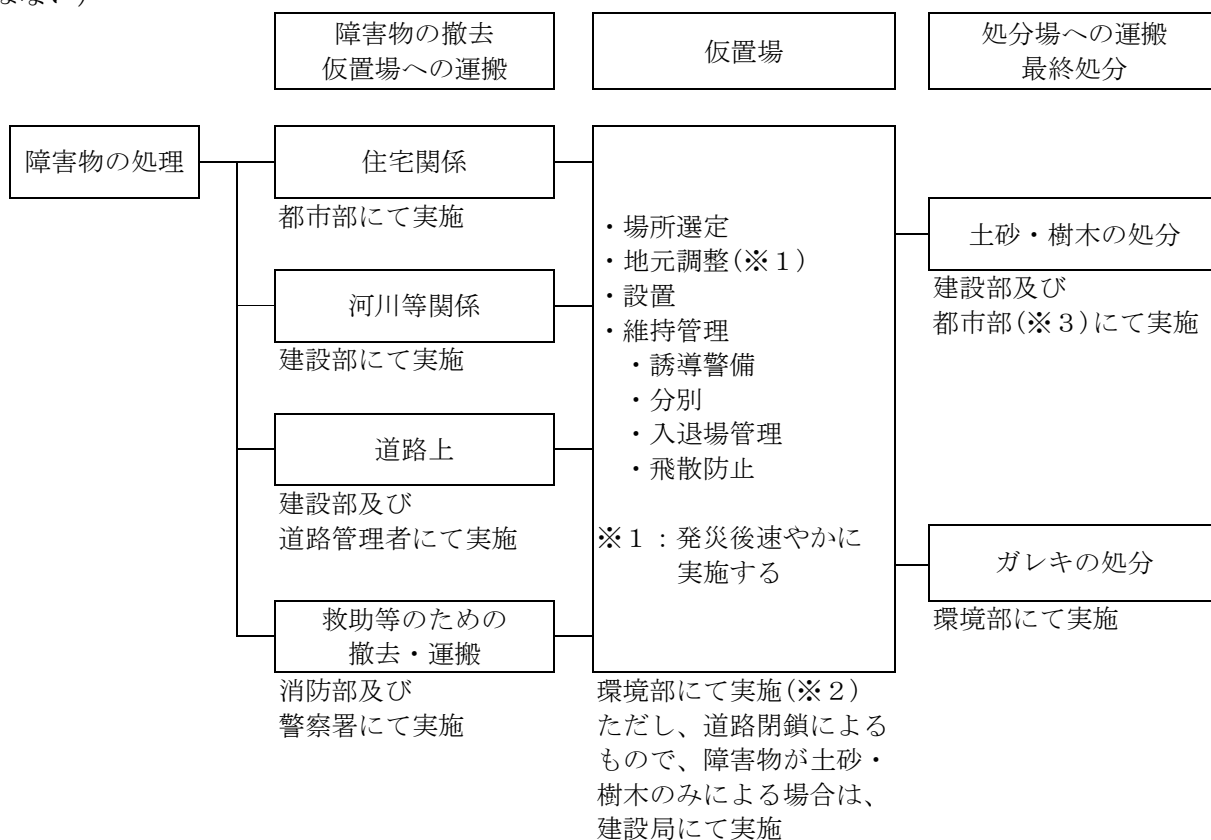 障害物の撤去
仮置場への運搬
仮置場
処分場への運搬
最終処分
障害物の処理
住宅関係
都市部にて実施
河川等関係
建設部にて実施
道路上
建設部及び
道路管理者にて実施
救助等のための
撤去・運搬
消防部及び
警察署にて実施
・場所選定
・地元調整(※1)
・設置
・維持管理
・誘導警備
・分別
・入退場管理
・飛散防止
※1:発災後速やかに
実施する
環境部にて実施(※2)
ただし、道路閉鎖による
もので、障害物が土砂・
樹木のみによる場合は、
建設局にて実施
土砂・樹木の処分
建設部及び
都市部(※3)にて実施
ガレキの処分
環境部にて実施